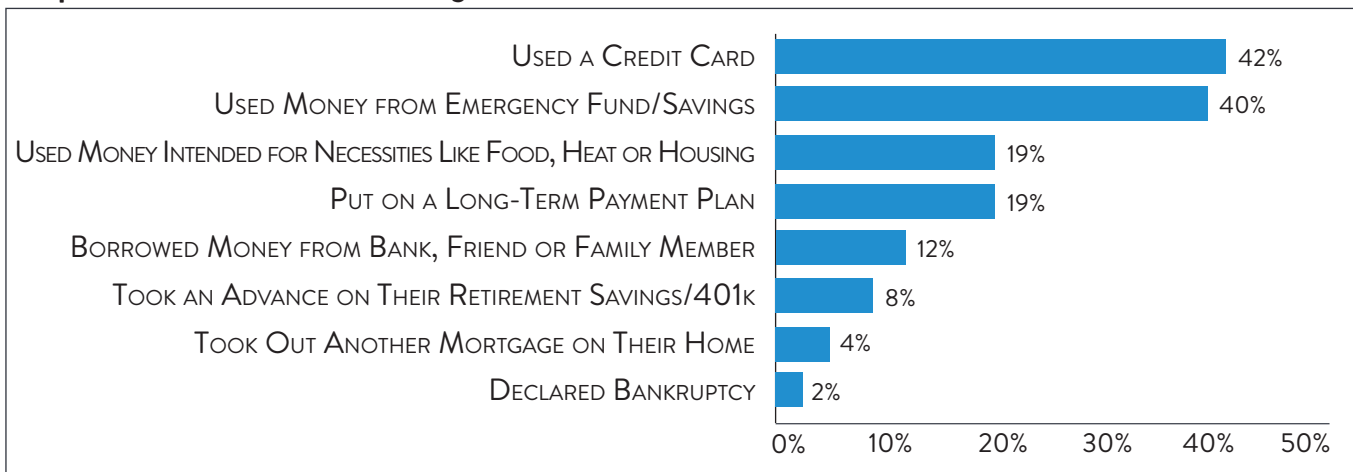 Used a Credit Card 42%
Used Money from Emergency Fund/Savings 40%
Used Money Intended for Necessities Like Food, Heat or Housing 19%
Put on a Long-Term Payment Plan 19%
Borrowed Money from Bank, Friend or Family Member 12%
Took an Advance on Their Retirement Savings/401k 8%
Took Out Another Mortgage on Their Home 4%
Declared Bankruptcy 2%
0% 10% 20% 30% 40% 50%